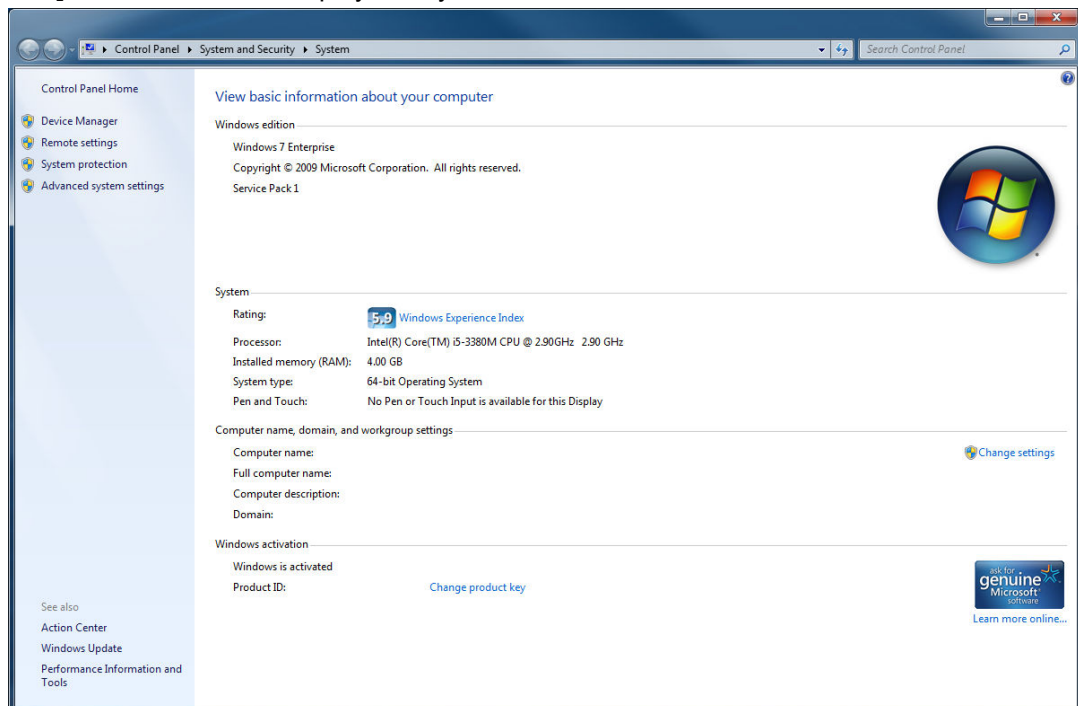 Control Panel ▸ System and Security ▸ System
Search Control Panel
Control Panel Home
Device Manager
Remote settings
System protection
Advanced system settings
View basic information about your computer
Windows edition
Windows 7 Enterprise
Copyright © 2009 Microsoft Corporation. All rights reserved.
Service Pack 1
System
Rating: 5,9 Windows Experience Index
Processor: Intel(R) Core(TM) i5-3380M CPU @ 2.90GHz 2.90 GHz
Installed memory (RAM): 4.00 GB
System type: 64-bit Operating System
Pen and Touch: No Pen or Touch Input is available for this Display
Computer name, domain, and workgroup settings
Computer name: Change settings
Full computer name:
Computer description:
Domain:
Windows activation
Windows is activated
Product ID: Change product key
ask for
genuine
Microsoft
software
Learn more online...
See also
Action Center
Windows Update
Performance Information and
Tools